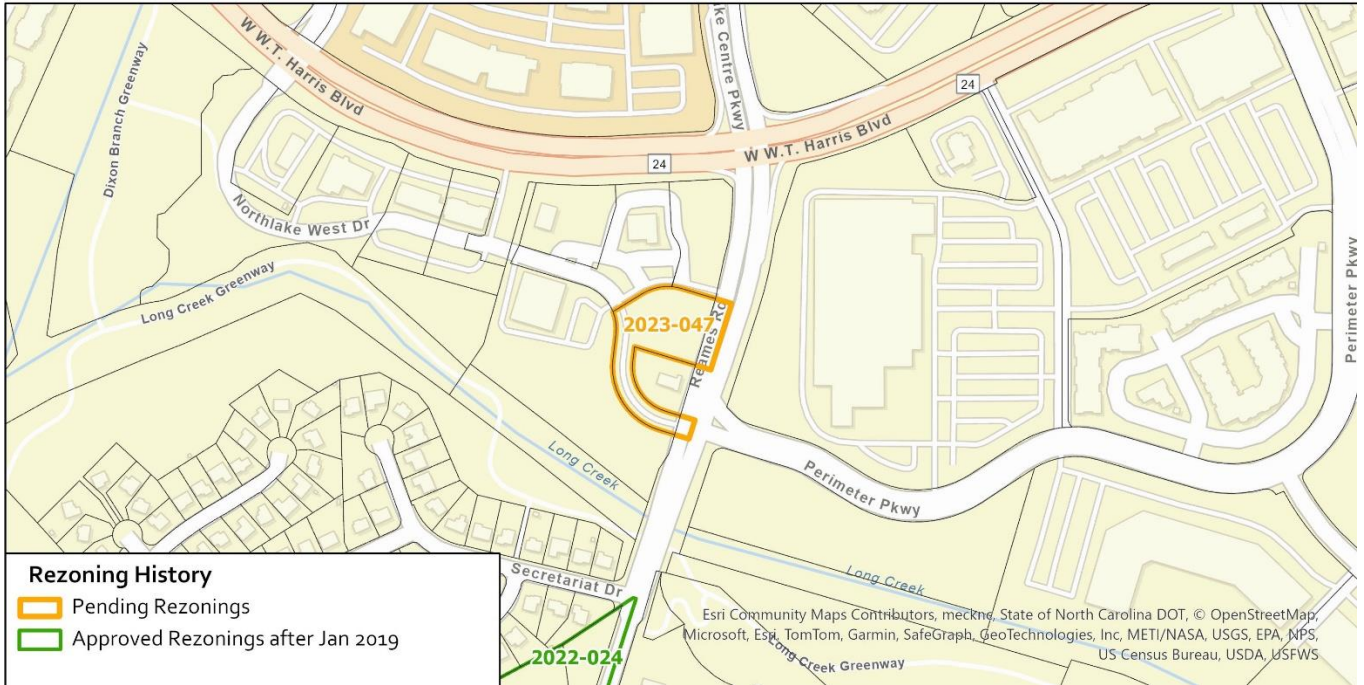 W W.T. Harris Blvd
ke Centre Pkwy
24
W W.T. Harris Blvd
24
Dixon Branch Greenway
Northlake West Dr
Long Creek Greenway
2023-047
Reames Rd
Perimeter Pkwy
Long Creek
Perimeter Pkwy
Secretariat Dr
Long Creek
2022-024
Long Creek Greenway
Rezoning History
Pending Rezonings
Approved Rezonings after Jan 2019
Esri Community Maps Contributors, mecknc, State of North Carolina DOT, © OpenStreetMap,
Microsoft, Esri, TomTom, Garmin, SafeGraph, GeoTechnologies, Inc, METI/NASA, USGS, EPA, NPS,
US Census Bureau, USDA, USFWS